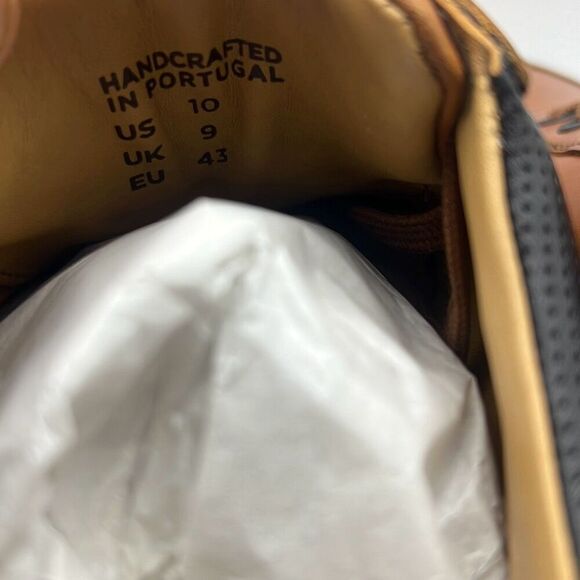 HANDCRAFTED
IN PORTUGAL
US 10
UK 9
EU 43